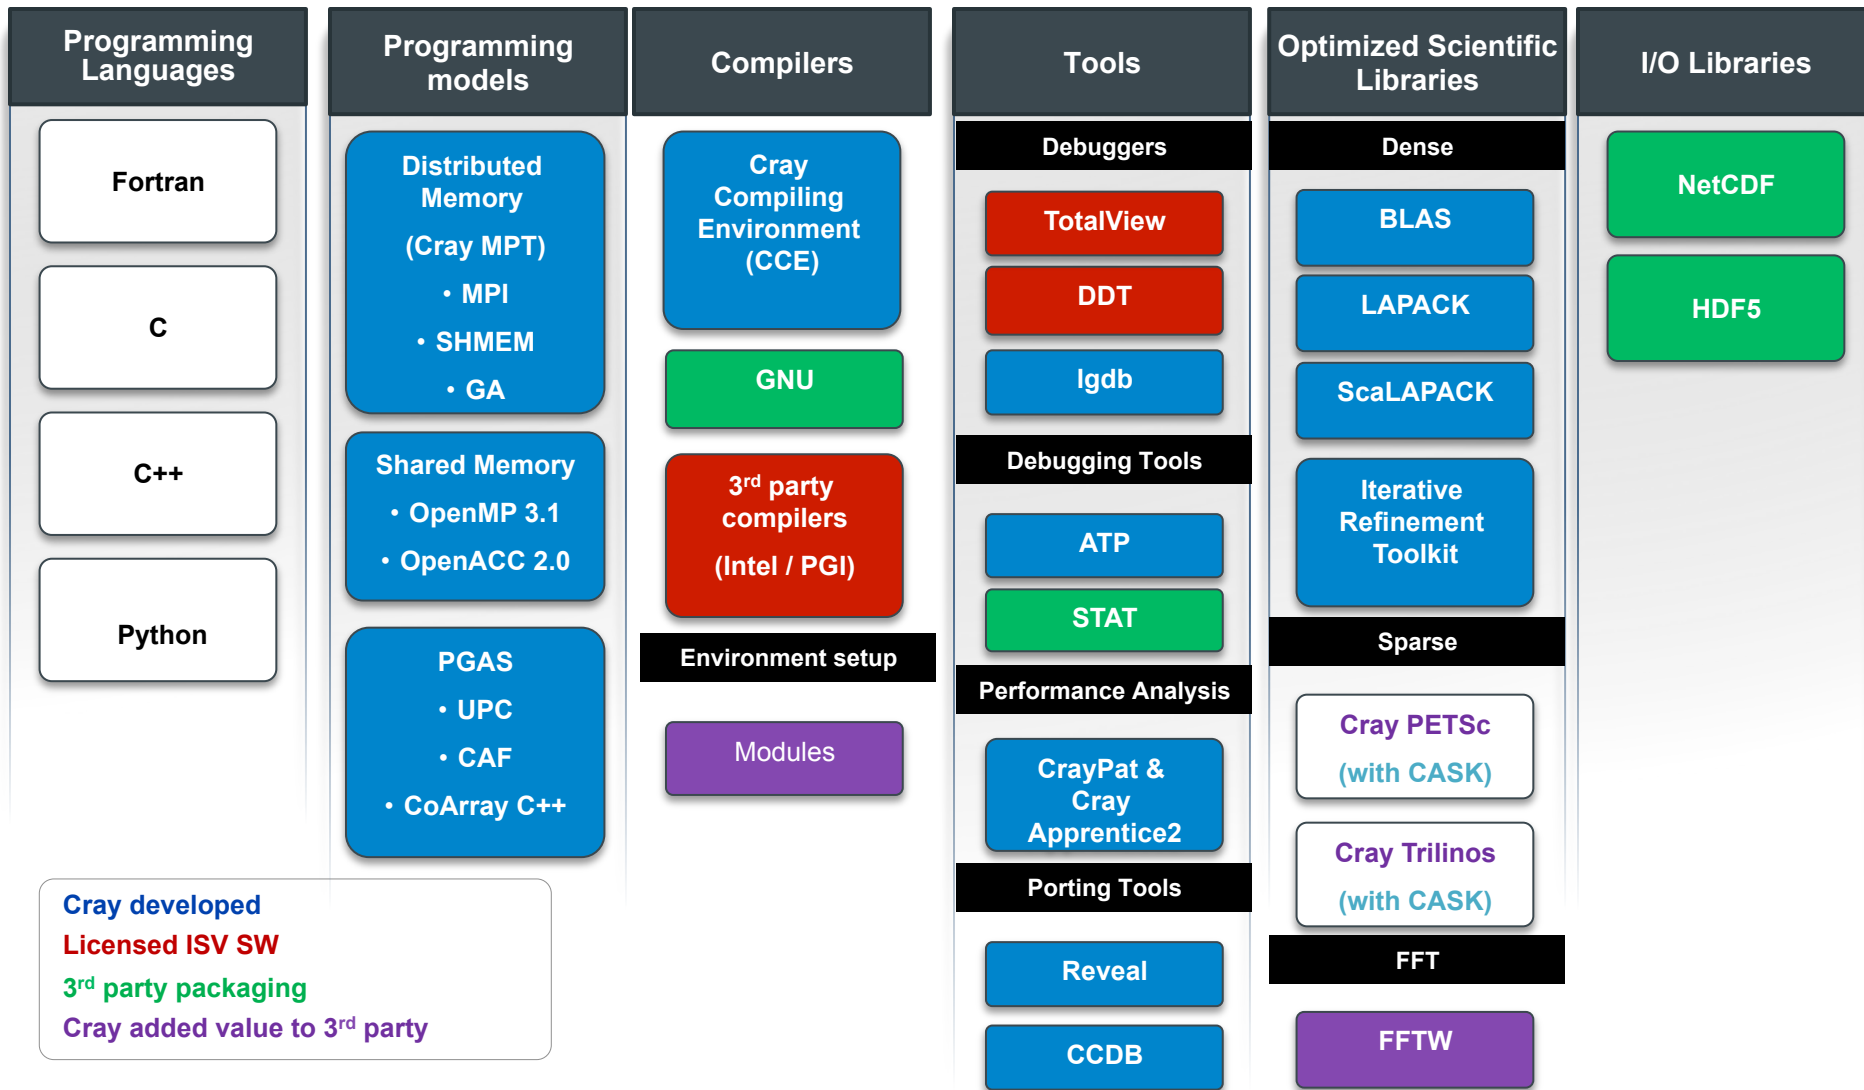 Programming
Languages
Fortran
C
C++
Python
Programming
models
Distributed
Memory
(Cray MPT)
• MPI
• SHMEM
• GA
Shared Memory
• OpenMP 3.1
• OpenACC 2.0
PGAS
• UPC
• CAF
• CoArray C++
Compilers
Cray
Compiling
Environment
(CCE)
GNU
3rd party
compilers
(Intel / PGI)
Environment setup
Modules
Tools
Debuggers
TotalView
DDT
lgdb
Debugging Tools
ATP
STAT
Performance Analysis
CrayPat &
Cray
Apprentice2
Porting Tools
Reveal
CCDB
Optimized Scientific
Libraries
Dense
BLAS
LAPACK
ScaLAPACK
Iterative
Refinement
Toolkit
Sparse
Cray PETSc
(with CASK)
Cray Trilinos
(with CASK)
FFT
FFTW
I/O Libraries
NetCDF
HDF5
Cray developed
Licensed ISV SW
3rd party packaging
Cray added value to 3rd party